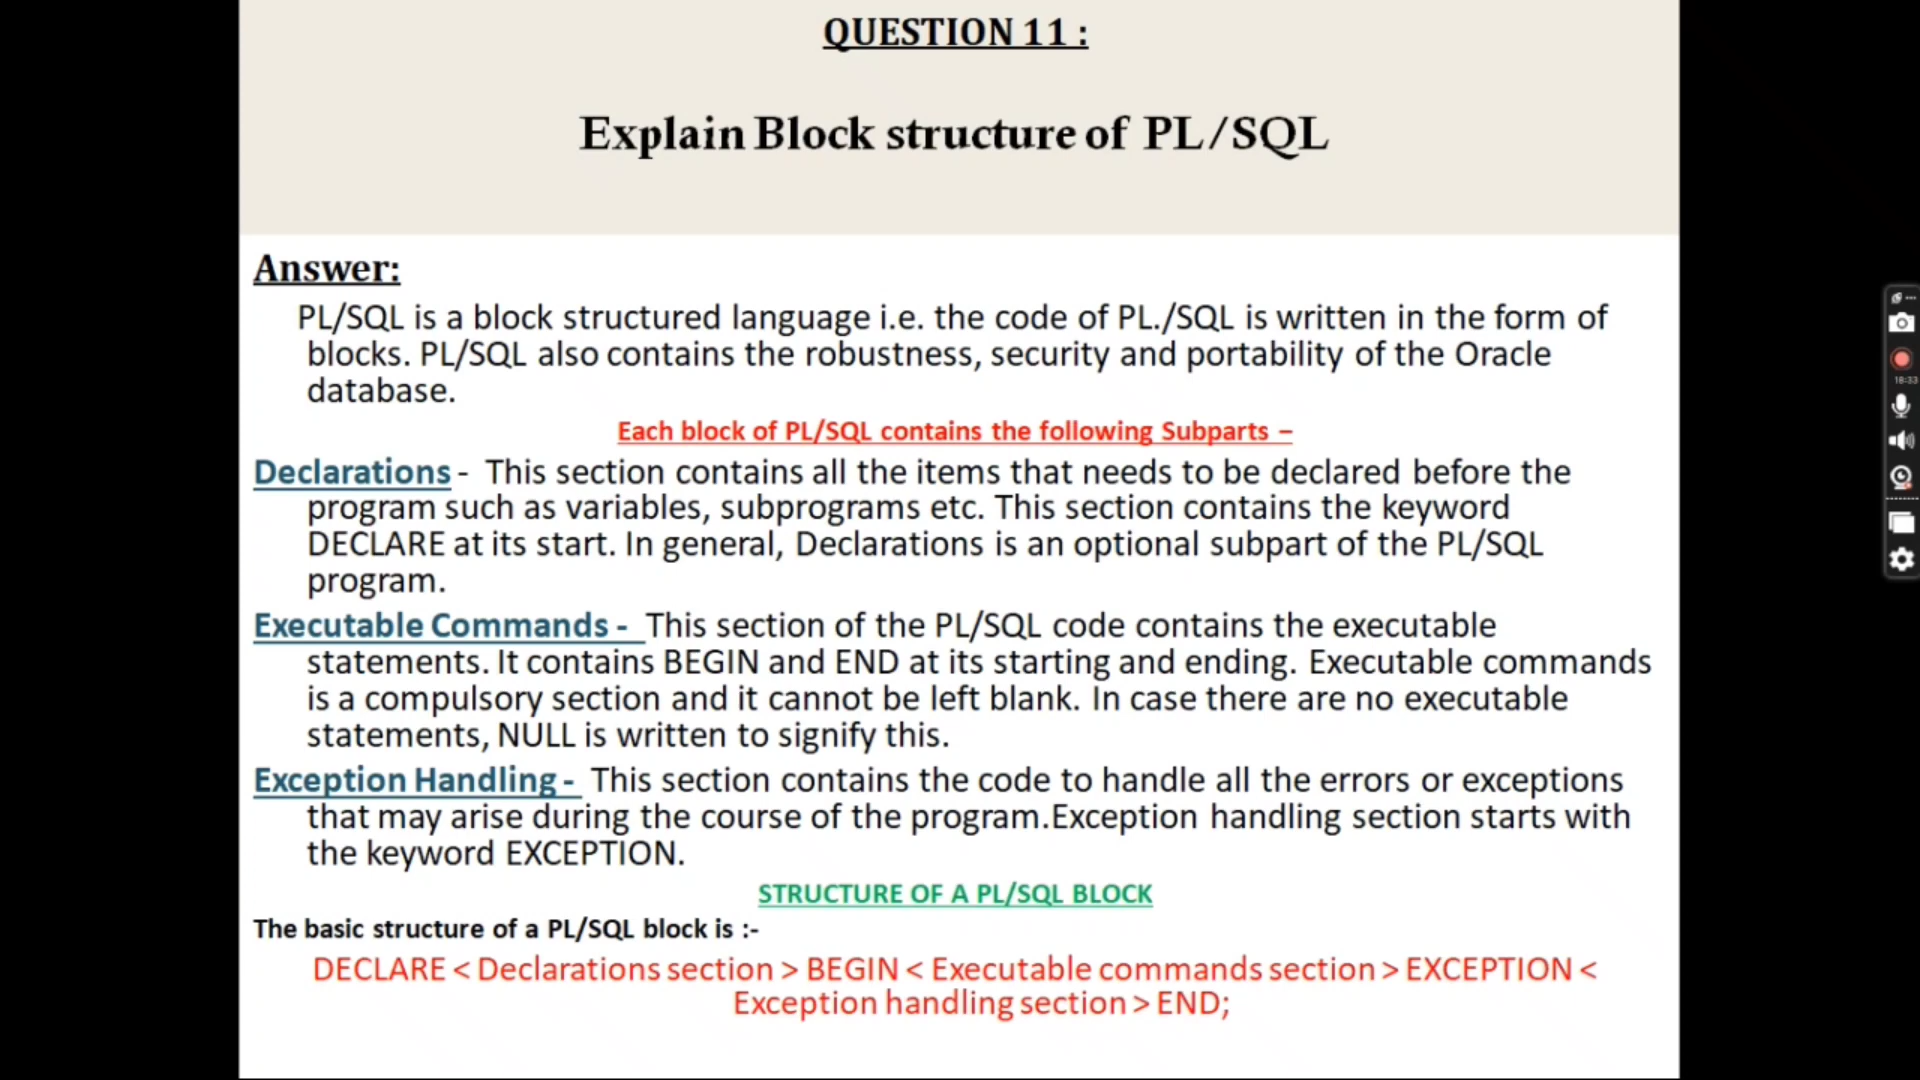 QUESTION 11 :
Explain Block structure of PL/SQL
Answer:
PL/SQL is a block structured language i.e. the code of PL./SQL is written in the form of
blocks. PL/SQL also contains the robustness, security and portability of the Oracle
database.
Each block of PL/SQL contains the following Subparts –
Declarations - This section contains all the items that needs to be declared before the
program such as variables, subprograms etc. This section contains the keyword
DECLARE at its start. In general, Declarations is an optional subpart of the PL/SQL
program.
Executable Commands - This section of the PL/SQL code contains the executable
statements. It contains BEGIN and END at its starting and ending. Executable commands
is a compulsory section and it cannot be left blank. In case there are no executable
statements, NULL is written to signify this.
Exception Handling - This section contains the code to handle all the errors or exceptions
that may arise during the course of the program.Exception handling section starts with
the keyword EXCEPTION.
STRUCTURE OF A PL/SQL BLOCK
The basic structure of a PL/SQL block is :-
DECLARE < Declarations section > BEGIN < Executable commands section > EXCEPTION <
Exception handling section > END;
18:33